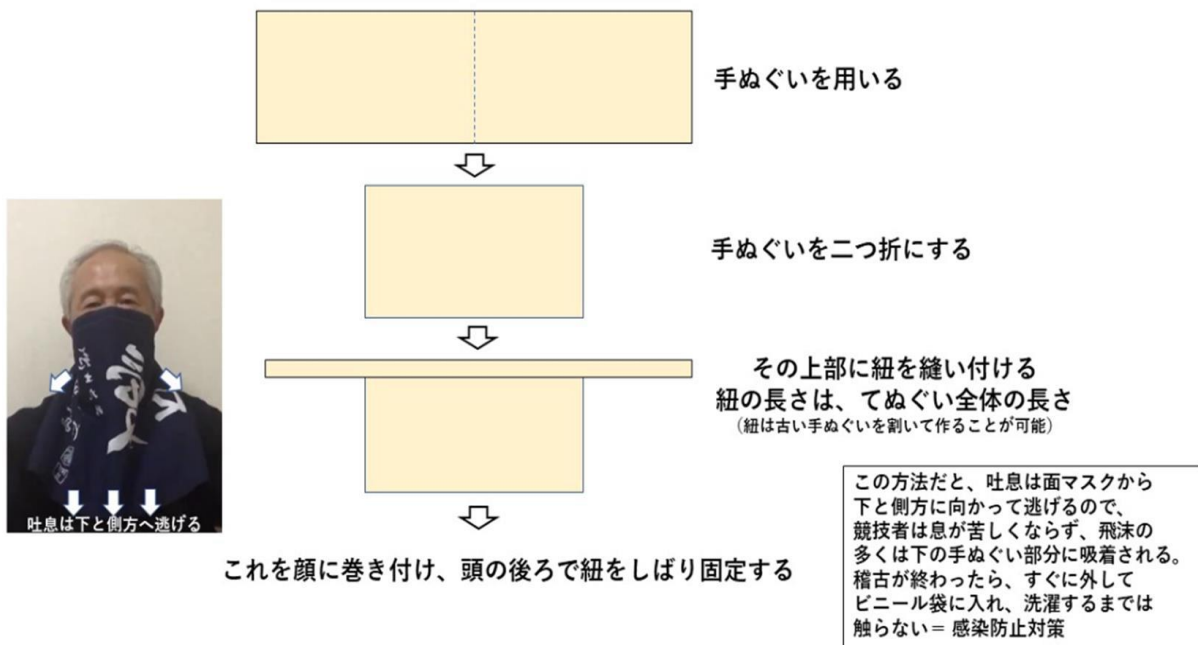 手ぬぐいを用いる
手ぬぐいを二つ折にする
その上部に紐を縫い付ける
紐の長さは、てぬぐい全体の長さ
（紐は古い手ぬぐいを割いて作ることが可能）
吐息は下と側方へ逃げる
これを顔に巻き付け、頭の後ろで紐をしばり固定する
この方法だと、吐息は面マスクから
下と側方に向かって逃げるので、
競技者は息が苦しくならず、飛沫の
多くは下の手ぬぐい部分に吸着される。
稽古が終わったら、すぐに外して
ビニール袋に入れ、洗濯するまでは
触らない＝ 感染防止対策